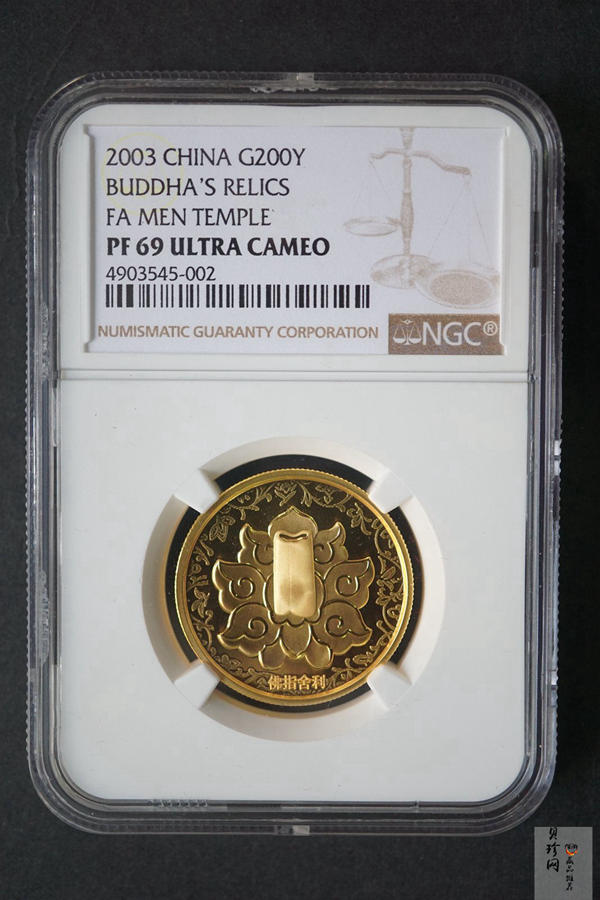 2003 CHINA G200Y
BUDDHA'S RELICS
FA MEN TEMPLE
PF 69 ULTRA CAMEO
4903545-002
NUMISMATIC GUARANTY CORPORATION
NGC®
佛指舍利
贝珍网